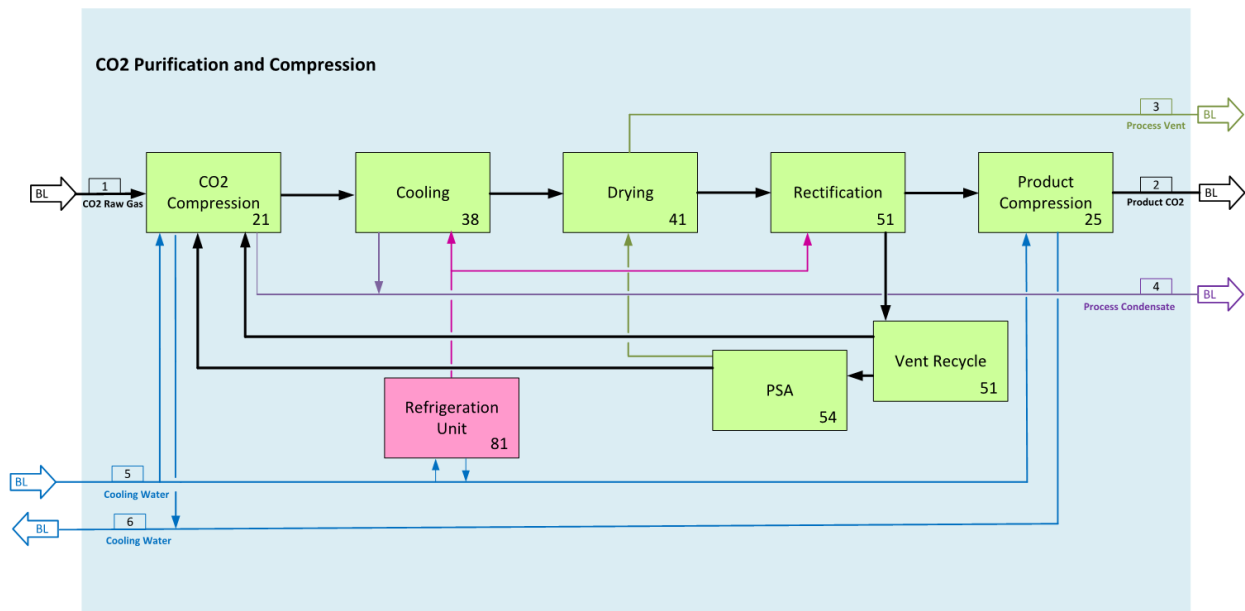 CO2 Purification and Compression
3
BL
Process Vent
BL
1
CO2 Raw Gas
CO2
Compression
21
Cooling
38
Drying
41
Rectification
51
Product
Compression
25
2
BL
Product CO2
4
BL
Process Condensate
Vent Recycle
51
PSA
54
Refrigeration
Unit
81
BL
5
Cooling Water
BL
6
Cooling Water